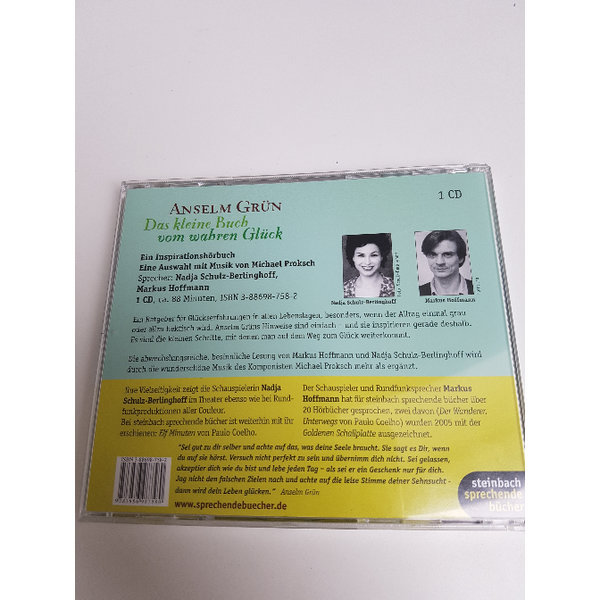 ANSELM GRÜN
1 CD
Das kleine Buch
vom wahren Glück
Ein Inspirationshörbuch
Eine Auswahl mit Musik von Michael Proksch
Sprecher: Nadja Schulz-Berlinghoff,
Markus Hoffmann
1 CD, ca. 88 Minuten, ISBN 3-88698-758-2
Nadja Schulz-Berlinghoff
Markus Hoffmann
Ein Ratgeber für Glückserfahrungen in allen Lebenslagen, besonders, wenn der Alltag einmal grau
oder allzu hektisch wird. Anselm Grüns Hinweise sind einfach – und sie inspirieren gerade deshalb.
Es sind die kleinen Schritte, mit denen man auf dem Weg zum Glück weiterkommt.
Die abwechslungsreiche, besinnliche Lesung von Markus Hoffmann und Nadja Schulz-Berlinghoff wird
durch die wunderschöne Musik des Komponisten Michael Proksch mehr als ergänzt.
Ihre Vielseitigkeit zeigt die Schauspielerin Nadja
Schulz-Berlinghoff im Theater ebenso wie bei Rund-
funkproduktionen aller Couleur.
Bei steinbach sprechende bücher ist weiterhin mit ihr
erschienen: Elf Minuten von Paulo Coelho.
Der Schauspieler und Rundfunksprecher Markus
Hoffmann hat für steinbach sprechende bücher über
20 Hörbücher gesprochen, zwei davon (Der Wanderer,
Unterwegs von Paulo Coelho) wurden 2005 mit der
Goldenen Schallplatte ausgezeichnet.
ISBN 3-88698-758-2
"Sei gut zu dir selber und achte auf das, was deine Seele braucht. Sie sagt es Dir, wenn
du auf sie hörst. Versuch nicht perfekt zu sein und übernimm dich nicht. Sei gelassen,
akzeptier dich wie du bist und lebe jeden Tag – als sei er ein Geschenk nur für dich.
Jag nicht den falschen Zielen nach und achte auf die leise Stimme deiner Sehnsucht -
dann wird dein Leben glücken." Anselm Grün
www.sprechendebuecher.de
steinbach
sprechende
bücher